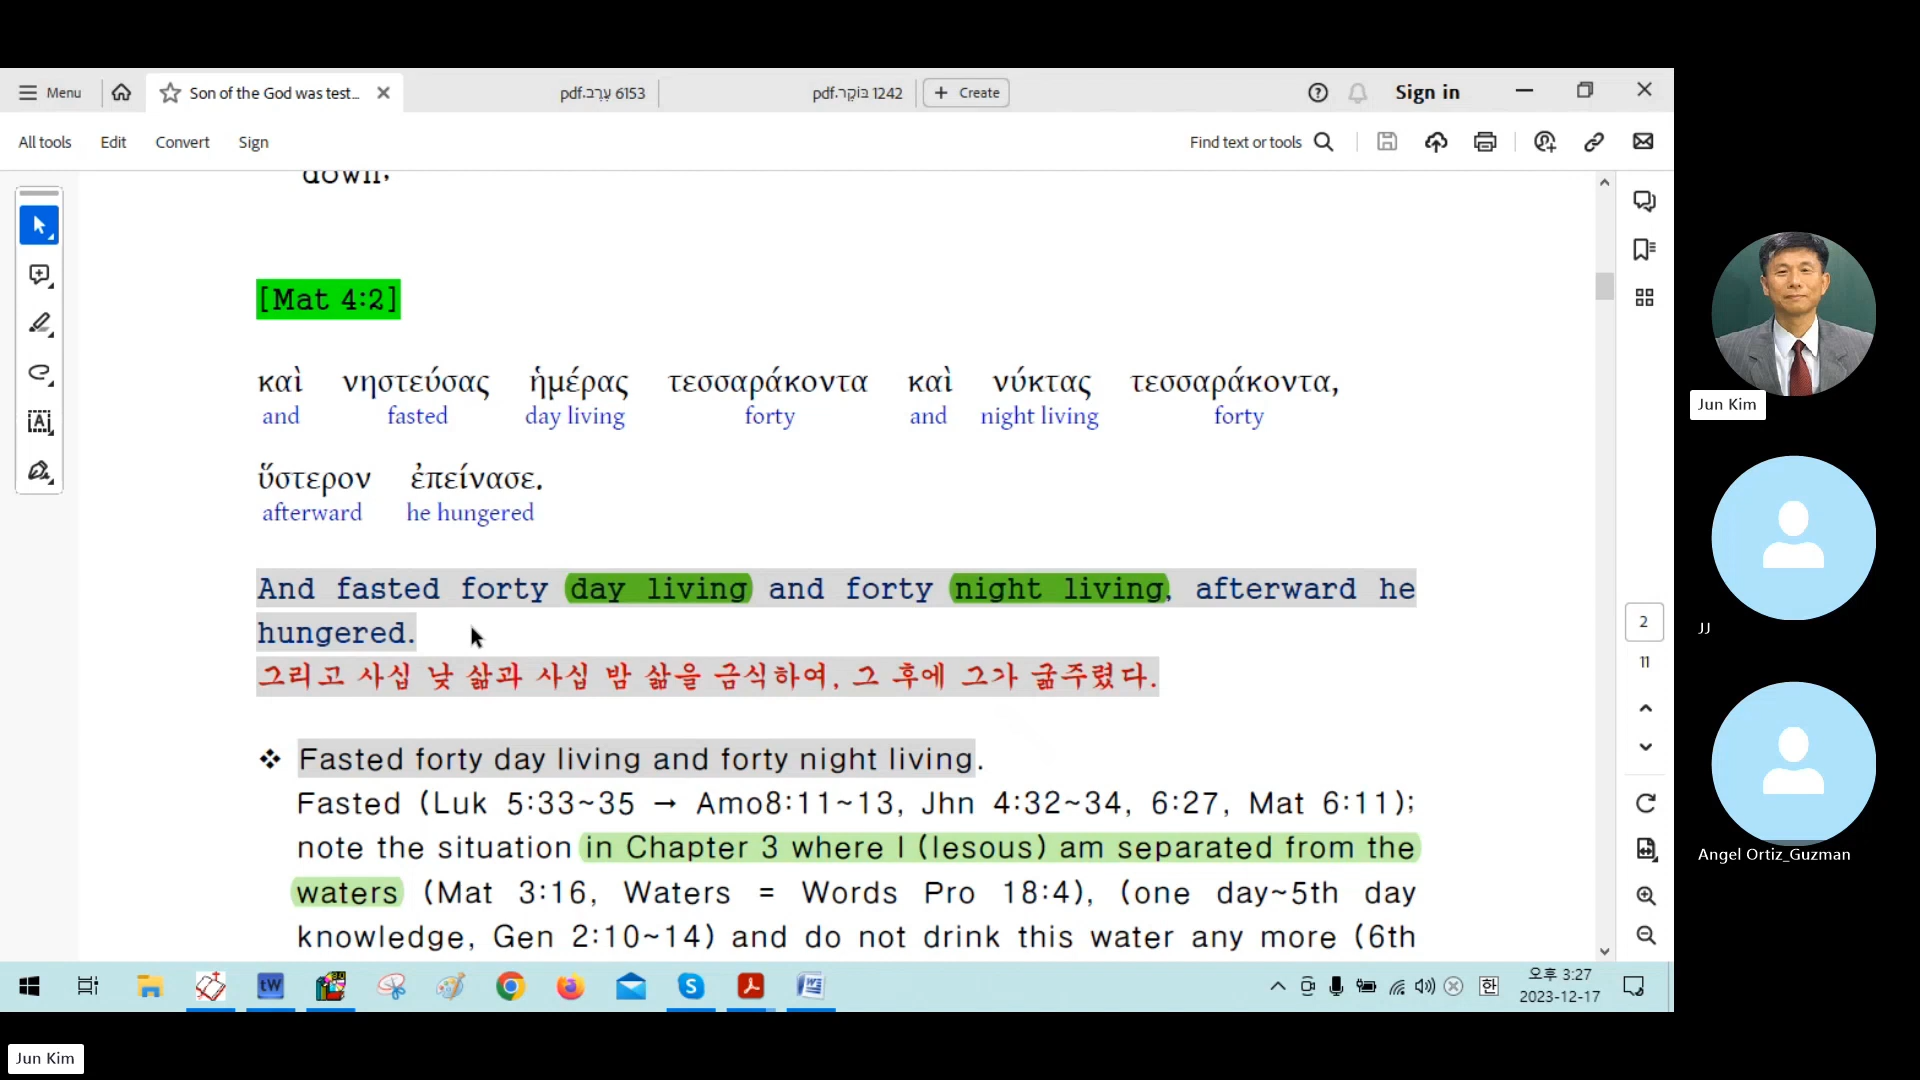 Menu
Son of the God was test...
pdf.עֶרֶב 6153
pdf.בּוֹקֶר 1242
Create
Sign in
All tools
Edit
Convert
Sign
Find text or tools
down,
[Mat 4:2]
καὶ νηστεύσας ἡμέρας τεσσαράκοντα καὶ νύκτας τεσσαράκοντα,
and fasted day living forty and night living forty
ὕστερον ἐπείνασε.
afterward he hungered
And fasted forty day living and forty night living, afterward he
hungered.
그리고 사십 낮 삶과 사십 밤 삶을 금식하여, 그 후에 그가 굶주렸다.
❖ Fasted forty day living and forty night living.
Fasted (Luk 5:33~35 → Amo8:11~13, Jhn 4:32~34, 6:27, Mat 6:11);
note the situation in Chapter 3 where I (Iesous) am separated from the
waters (Mat 3:16, Waters = Words Pro 18:4), (one day~5th day
knowledge, Gen 2:10~14) and do not drink this water any more (6th
2
11
Jun Kim
JJ
Angel Ortiz_Guzman
한
오후 3:27
2023-12-17
Jun Kim